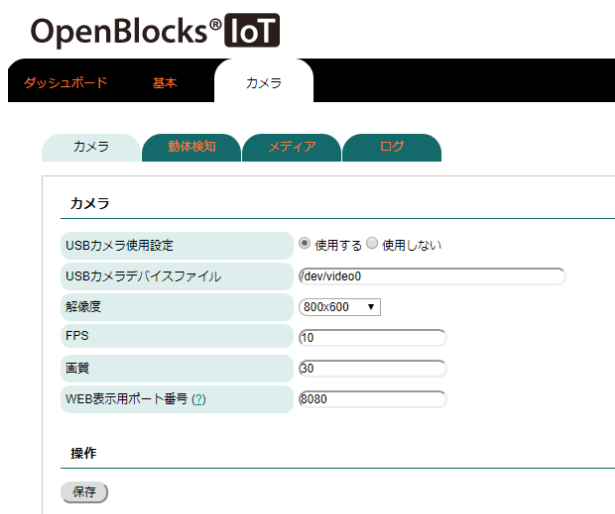 OpenBlocks® IoT
ダッシュボード 基本 カメラ
カメラ 動体検知 メディア ログ
カメラ
USBカメラ使用設定 使用する 使用しない
USBカメラデバイスファイル /dev/video0
解像度 800x600
FPS 10
画質 30
WEB表示用ポート番号 (?) 8080
操作
保存